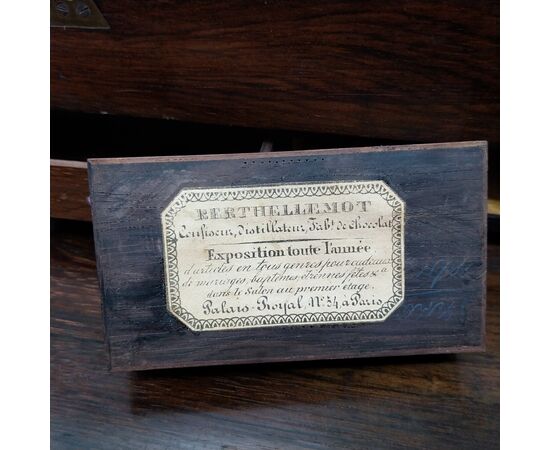 BERTHELLEMOT
Confiseur, Distillateur, Fabt. de chocolat
Exposition toute l'année
d'articles en tous genres pour cadeaux
de mariages, baptêmes étrennes fêtes &a
dans le Salon au premier étage.
Palais-Royal No. 34 à Paris